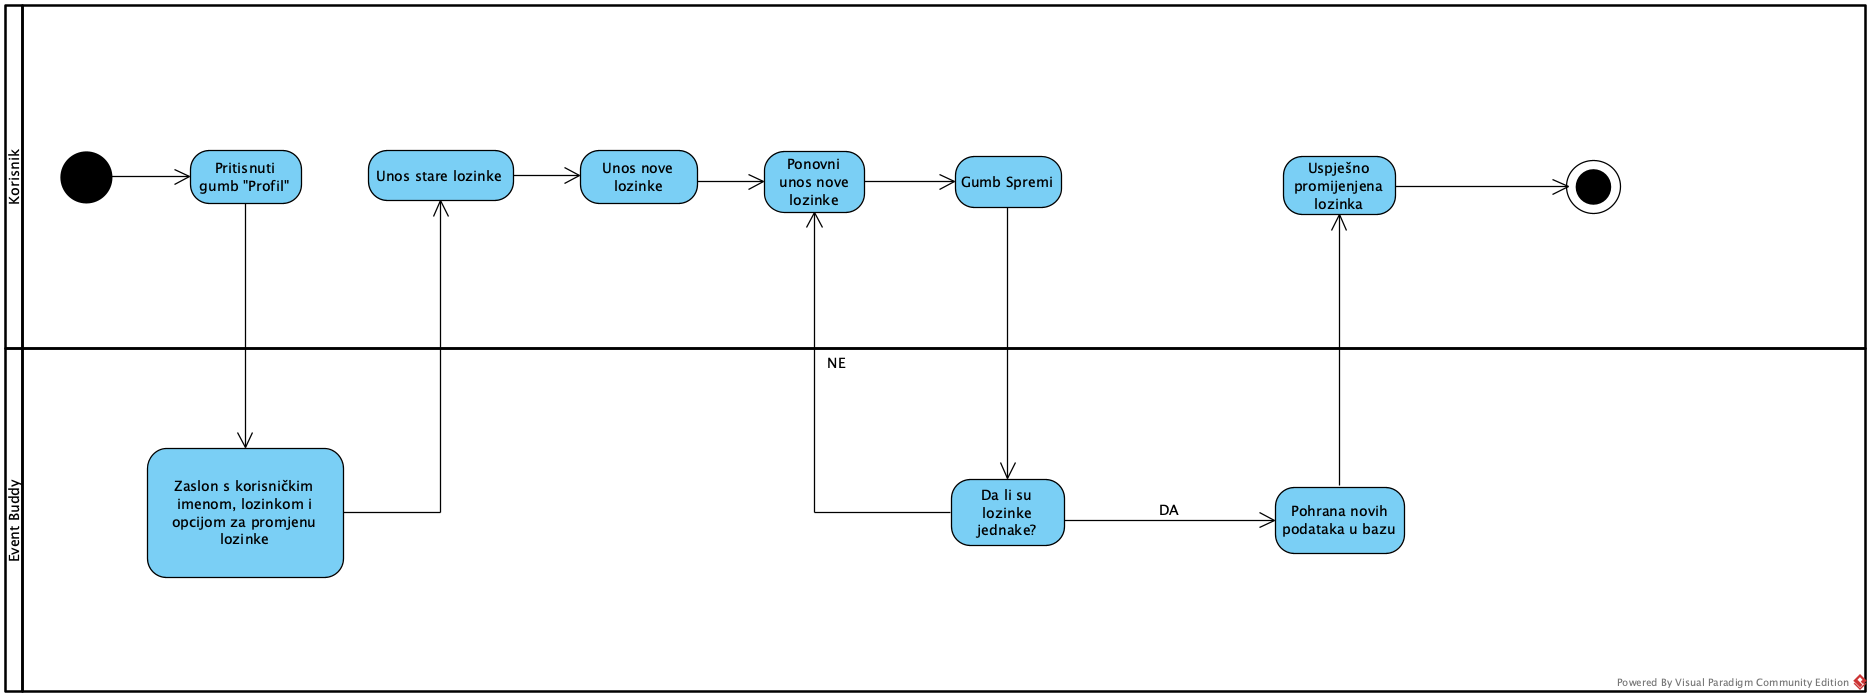 Korisnik
Pritisnuti
gumb "Profil"
Unos stare lozinke
Unos nove
lozinke
Ponovni
unos nove
lozinke
Gumb Spremi
Uspješno
promijenjena
lozinka
Event Buddy
Zaslon s korisničkim
imenom, lozinkom i
opcijom za promjenu
lozinke
NE
Da li su
lozinke
jednake?
DA
Pohrana novih
podataka u bazu
Powered By Visual Paradigm Community Edition